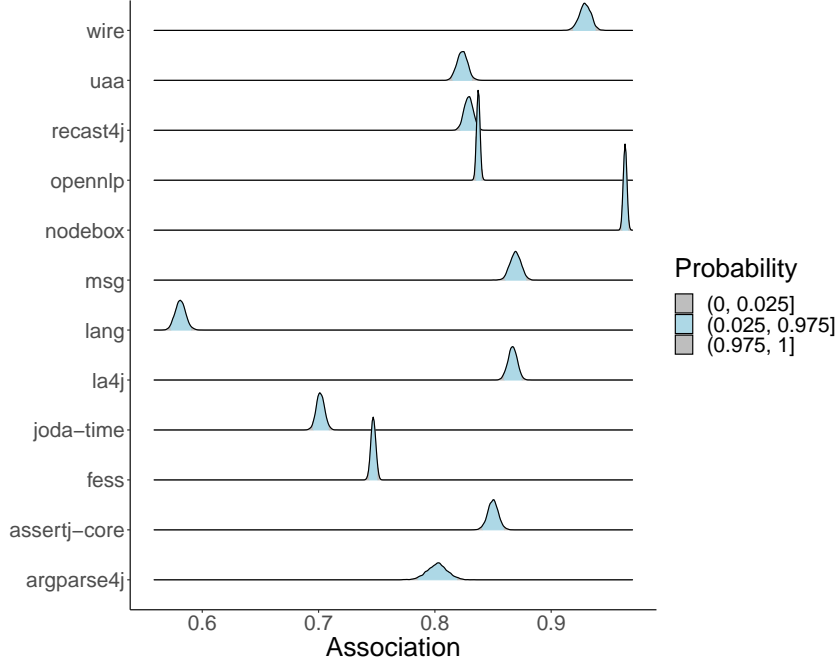 wire
uaa
recast4j
opennlp
nodebox
msg
lang
la4j
joda−time
fess
assertj−core
argparse4j
0.6 0.7 0.8 0.9
Association
Probability
(0, 0.025]
(0.025, 0.975]
(0.975, 1]